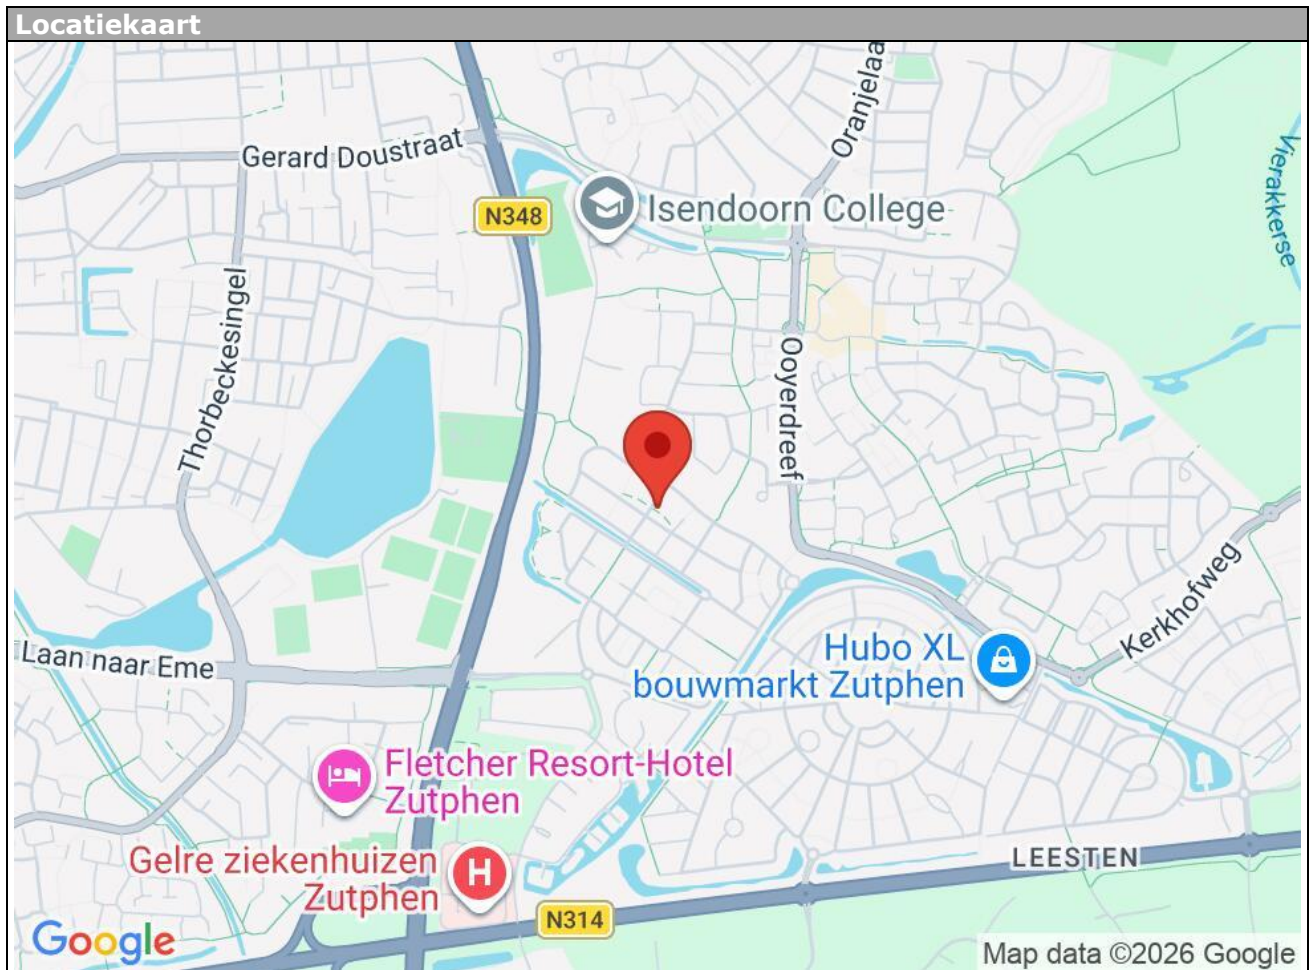 Locatiekaart
Oranjelaa
Gerard Doustraat
Vierakkerse
N348
Isendoorn College
Thorbeckesingel
Ooyerdreef
Kerkhofweg
Laan naar Eme
Hubo XL
bouwmarkt Zutphen
Fletcher Resort-Hotel
Zutphen
Gelre ziekenhuizen
Zutphen
H
LEESTEN
N314
Google
Map data ©2026 Google